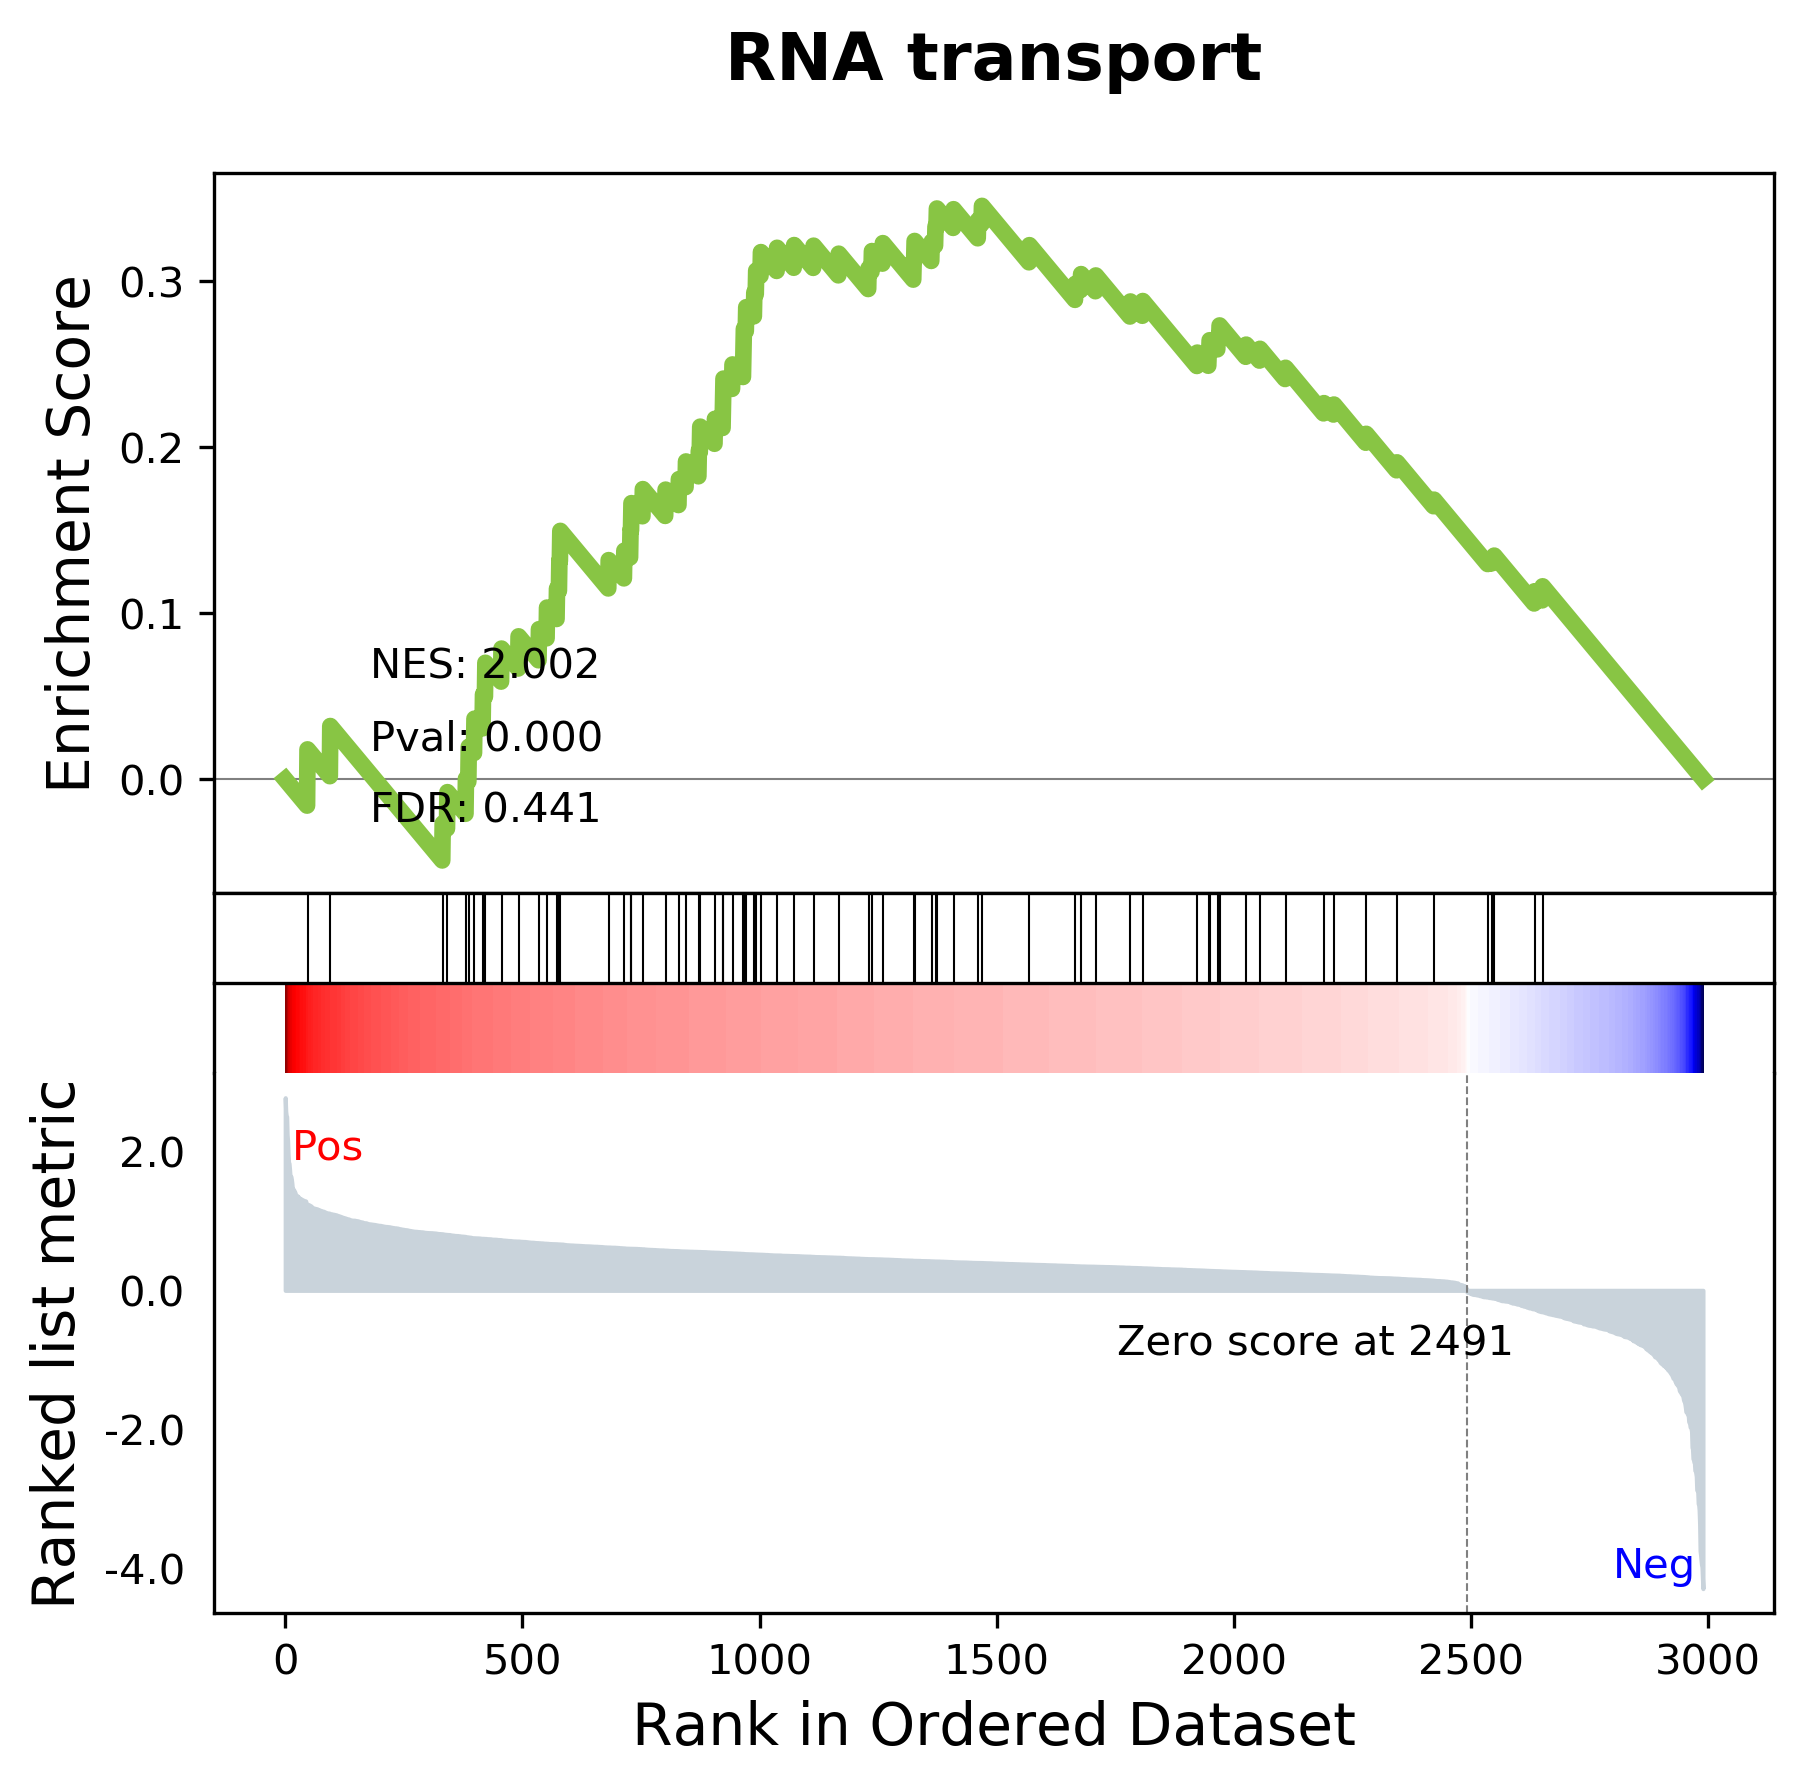 RNA transport
Enrichment Score
0.3
0.2
0.1
0.0
NES: 2.002
Pval: 0.000
FDR: 0.441
Ranked list metric
2.0
0.0
-2.0
-4.0
Pos
Zero score at 2491
Neg
0 500 1000 1500 2000 2500 3000
Rank in Ordered Dataset